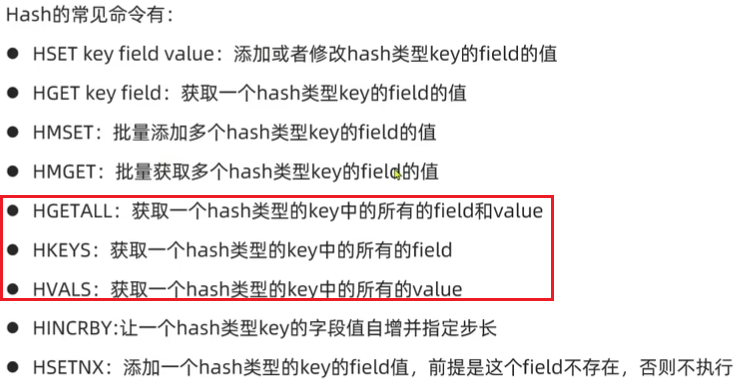 Hash的常见命令有：
● HSET key field value：添加或者修改hash类型key的field的值
● HGET key field：获取一个hash类型key的field的值
● HMSET：批量添加多个hash类型key的field的值
● HMGET：批量获取多个hash类型key的field的值
● HGETALL：获取一个hash类型的key中的所有的field和value
● HKEYS：获取一个hash类型的key中的所有的field
● HVALS：获取一个hash类型的key中的所有的value
● HINCRBY:让一个hash类型key的字段值自增并指定步长
● HSETNX：添加一个hash类型的key的field值，前提是这个field不存在，否则不执行